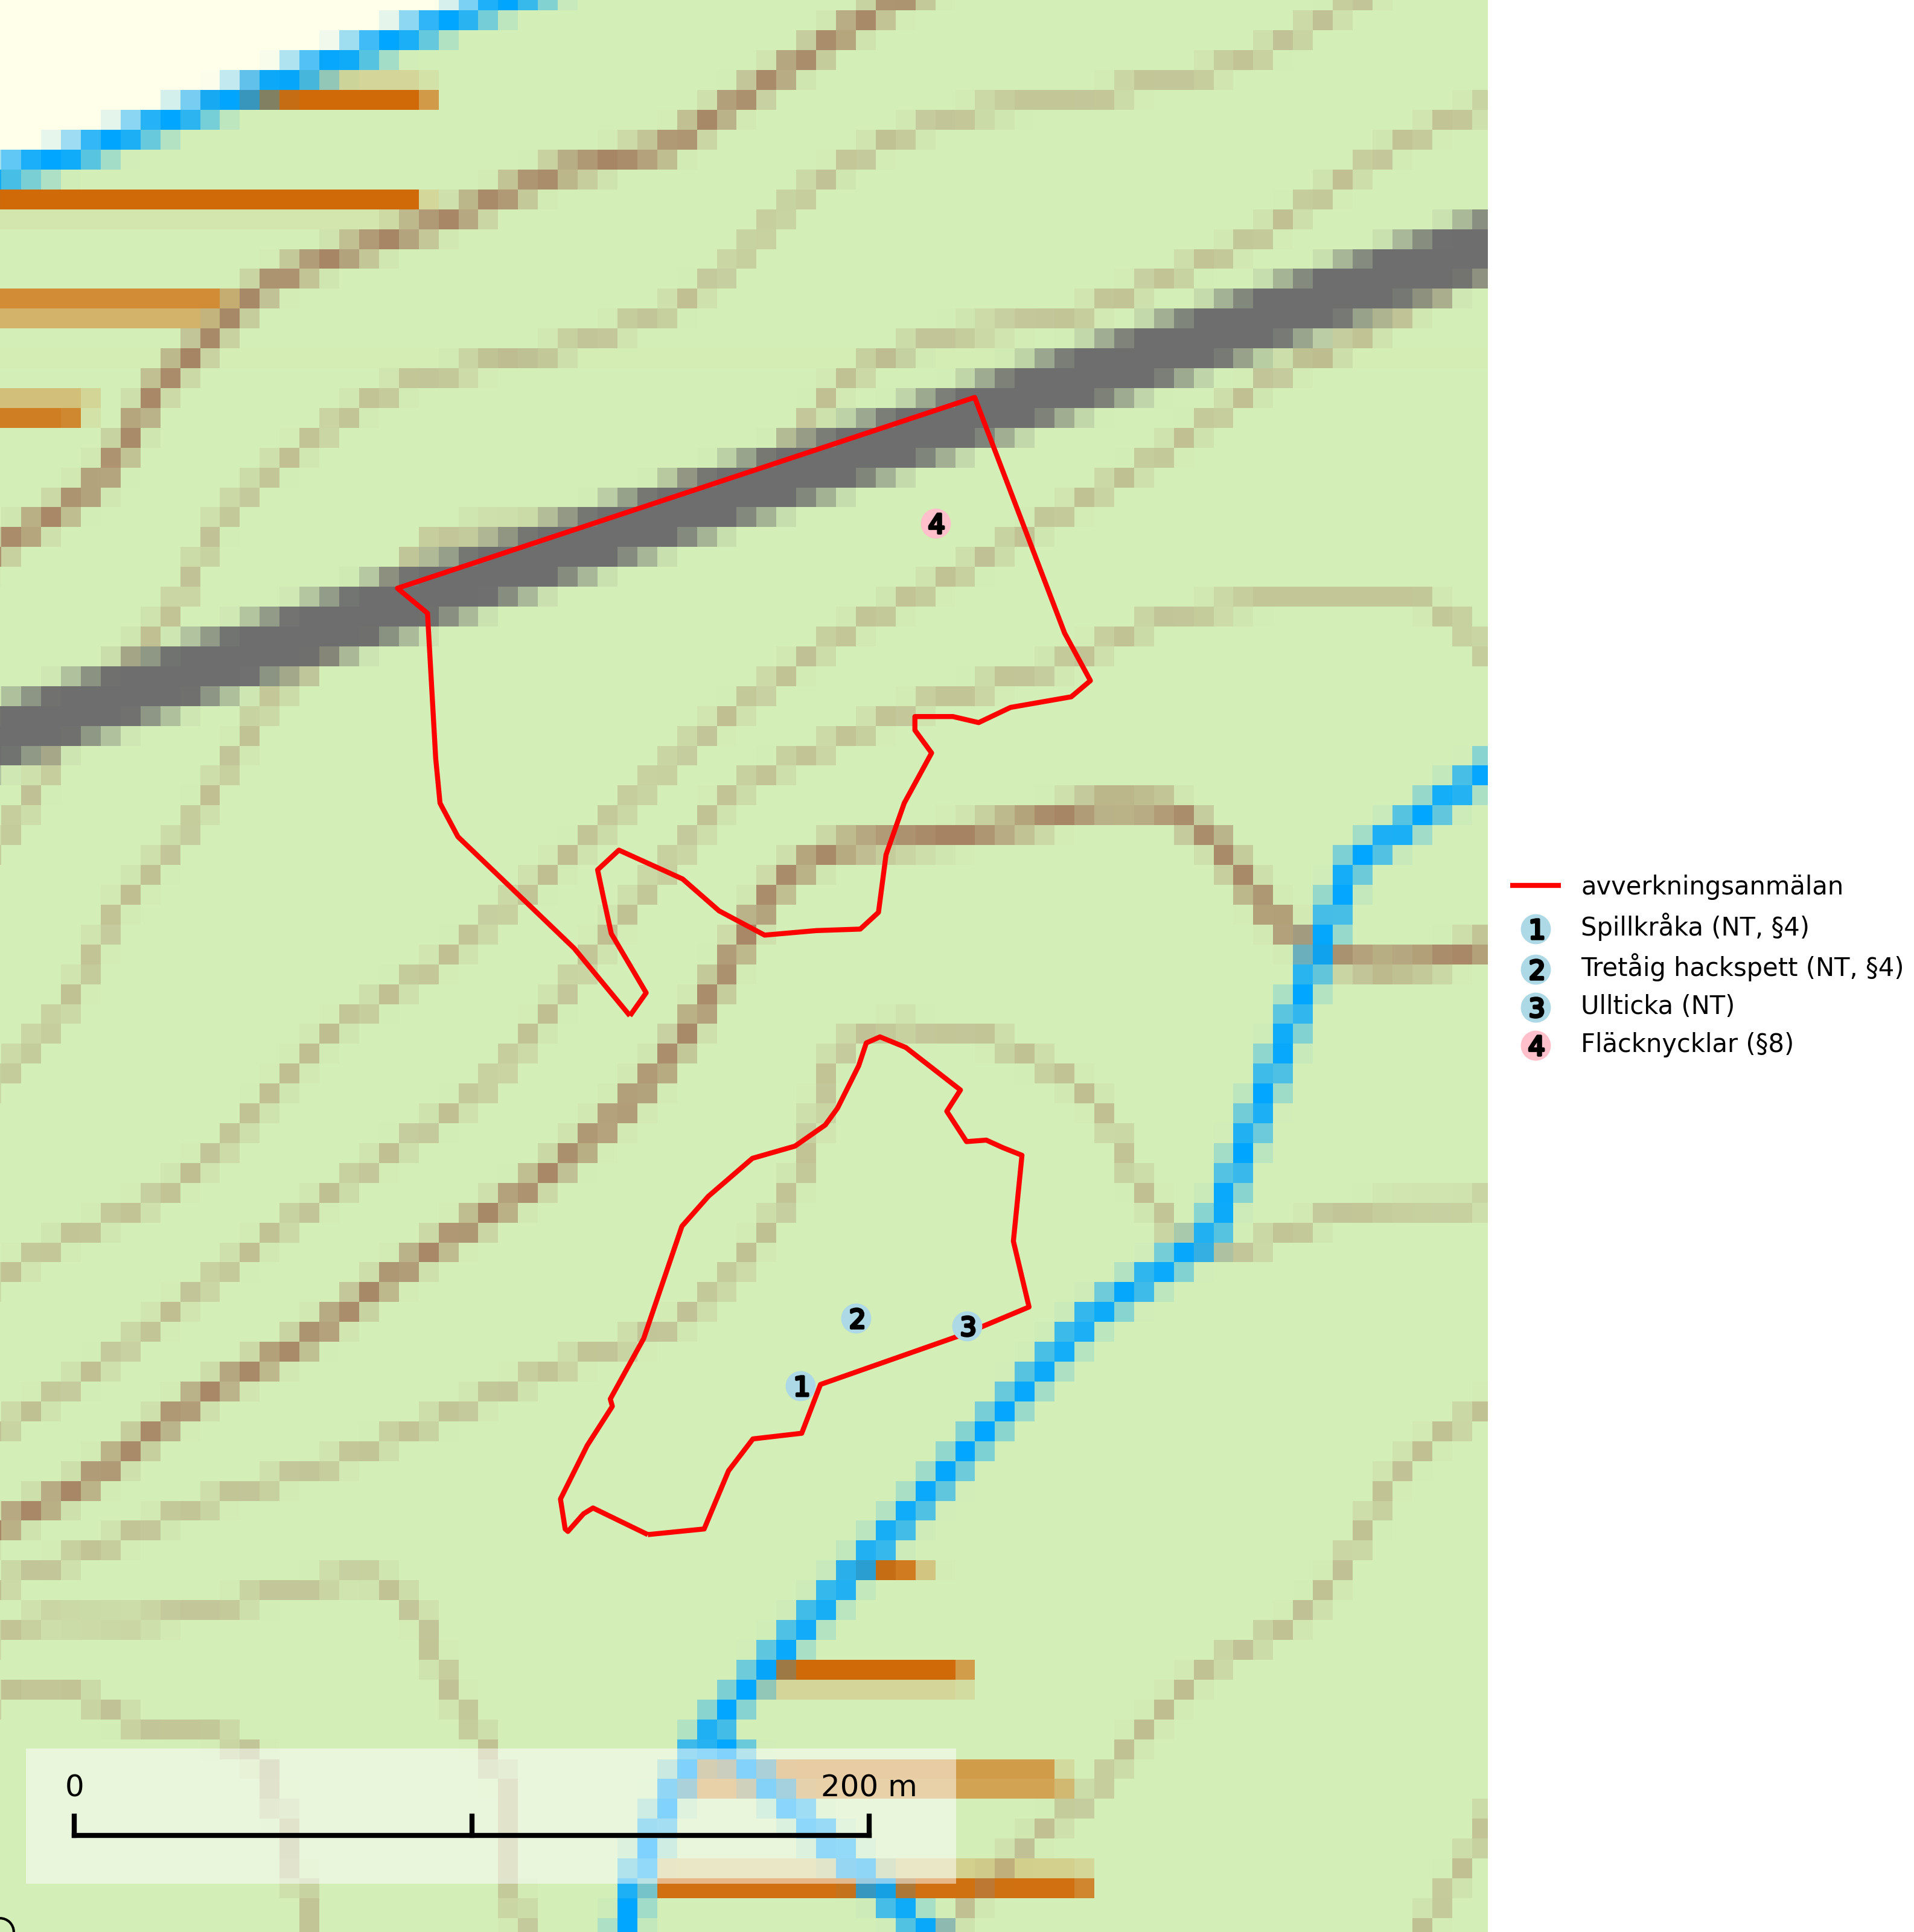 4
2
3
1
0
200 m
avverkningsanmälan
1 Spillkråka (NT, §4)
2 Tretåig hackspett (NT, §4)
3 Ullticka (NT)
4 Fläcknycklar (§8)